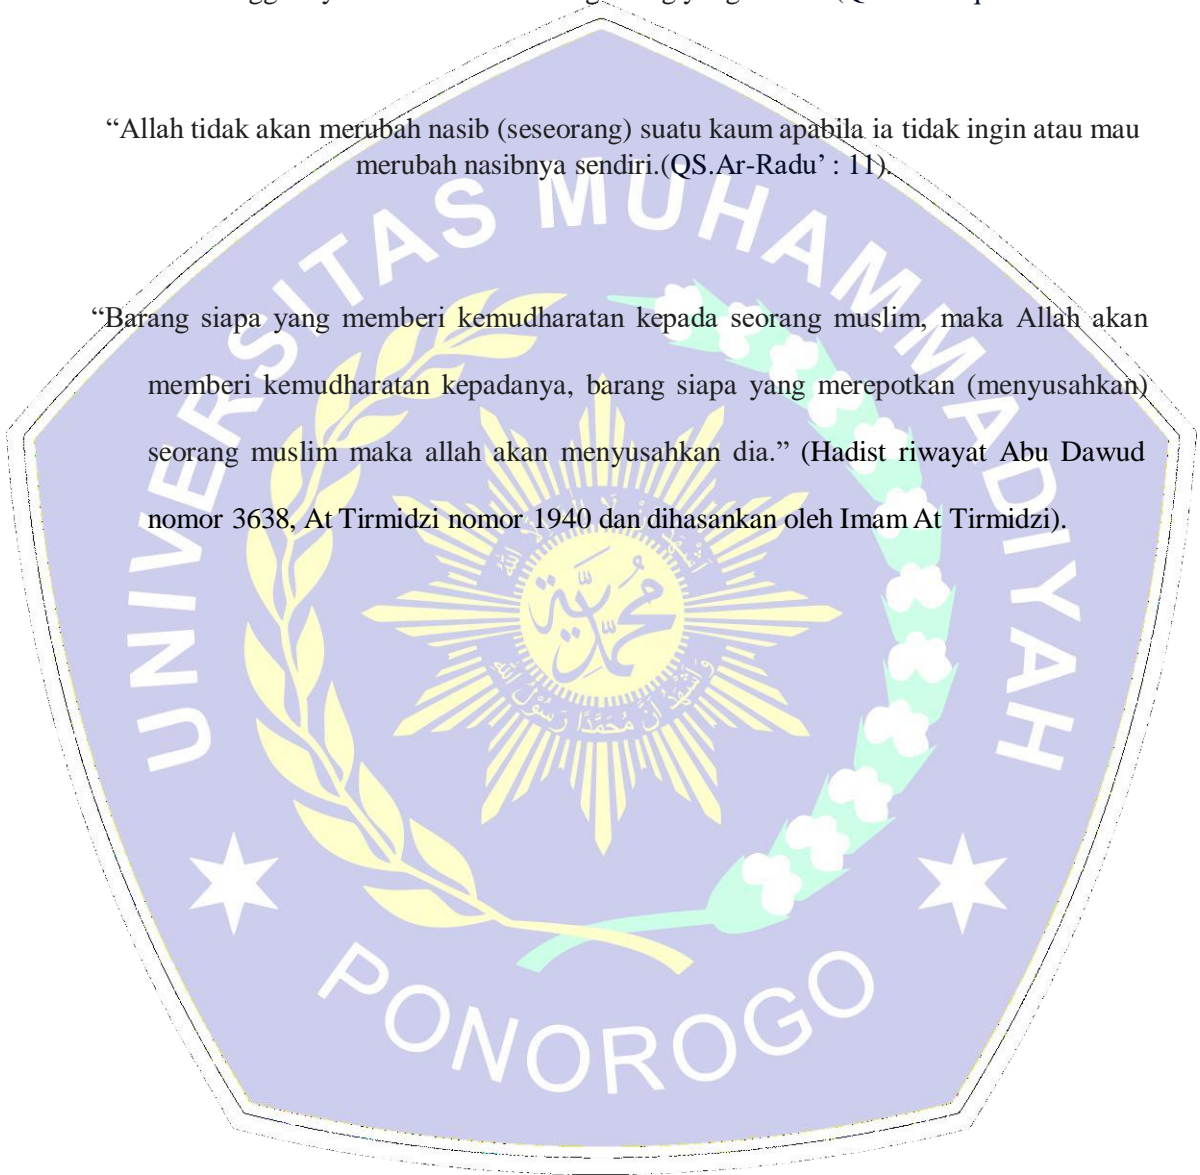 “Allah tidak akan merubah nasib (seseorang) suatu kaum apabila ia tidak ingin atau mau
merubah nasibnya sendiri.(QS.Ar-Radu’ : 11).
“Barang siapa yang memberi kemudharatan kepada seorang muslim, maka Allah akan
memberi kemudharatan kepadanya, barang siapa yang merepotkan (menyusahkan)
seorang muslim maka allah akan menyusahkan dia.” (Hadist riwayat Abu Dawud
nomor 3638, At Tirmidzi nomor 1940 dan dihasankan oleh Imam At Tirmidzi).
UNIVERSITAS MUHAMMADIYAH
PONOROGO
محمدية